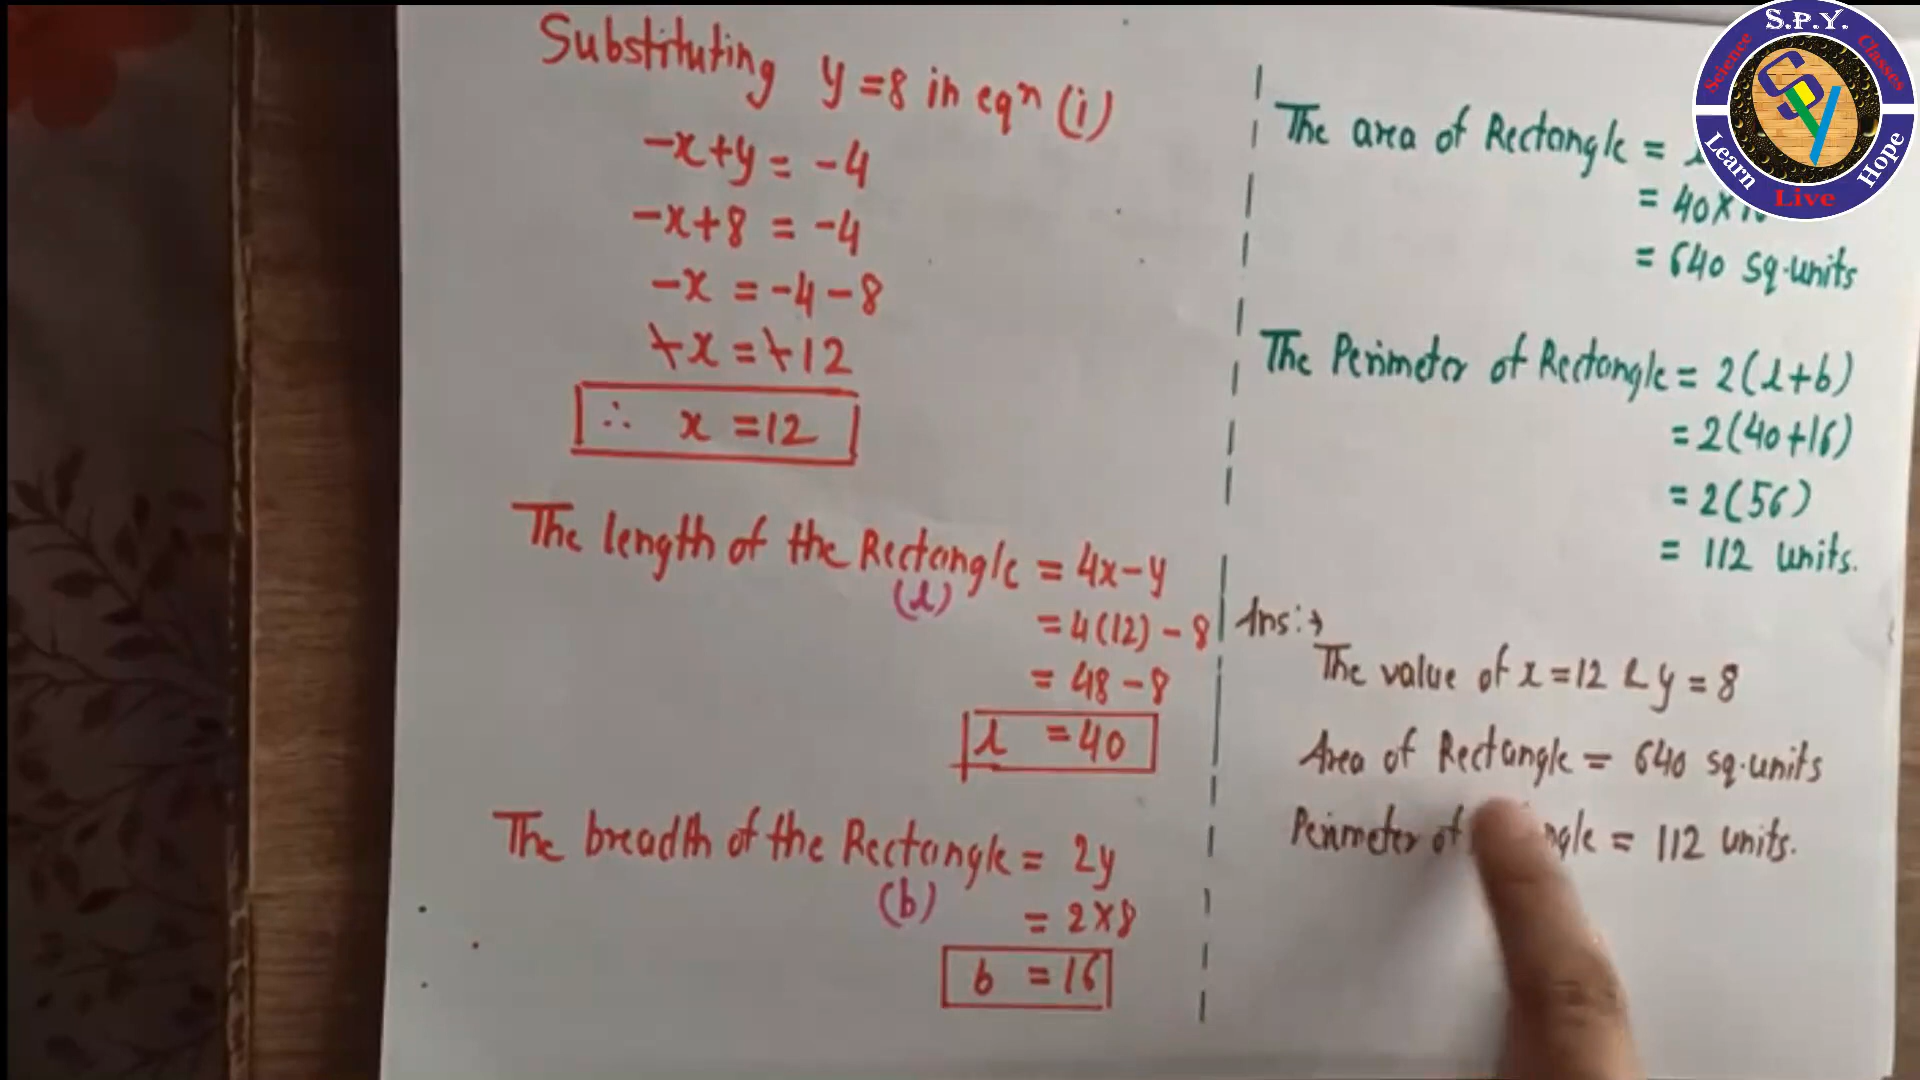 Substituting y = 8 in eqⁿ (i)
-x+y = -4
-x+8 = -4
-x = -4-8
-x = -12
∴ x = 12
The length of the Rectangle = 4x-y
(l)
= 4(12) - 8
= 48 - 8
l = 40
The breadth of the Rectangle = 2y
(b)
= 2×8
b = 16
The area of Rectangle =
= 40×
= 640 sq.units
The Perimeter of Rectangle = 2(l+b)
= 2(40+16)
= 2(56)
= 112 units.
Ans:→
The value of x = 12 & y = 8
Area of Rectangle = 640 sq.units
Perimeter of ngle = 112 units.
S.P.Y.
Science Classes
SPY
Learn Live Hope